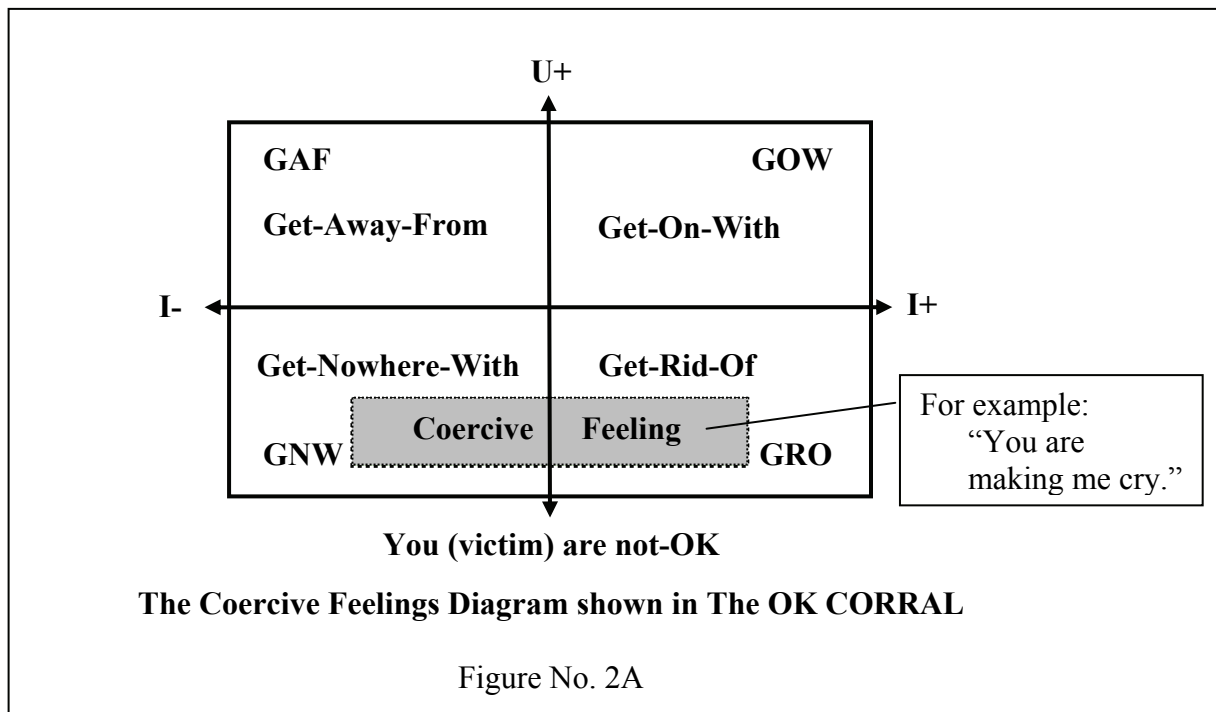 U+
GAF GOW
Get-Away-From Get-On-With
I- I+
Get-Nowhere-With Get-Rid-Of
Coercive Feeling
GNW GRO
For example:
“You are
making me cry.”
You (victim) are not-OK
The Coercive Feelings Diagram shown in The OK CORRAL
Figure No. 2A